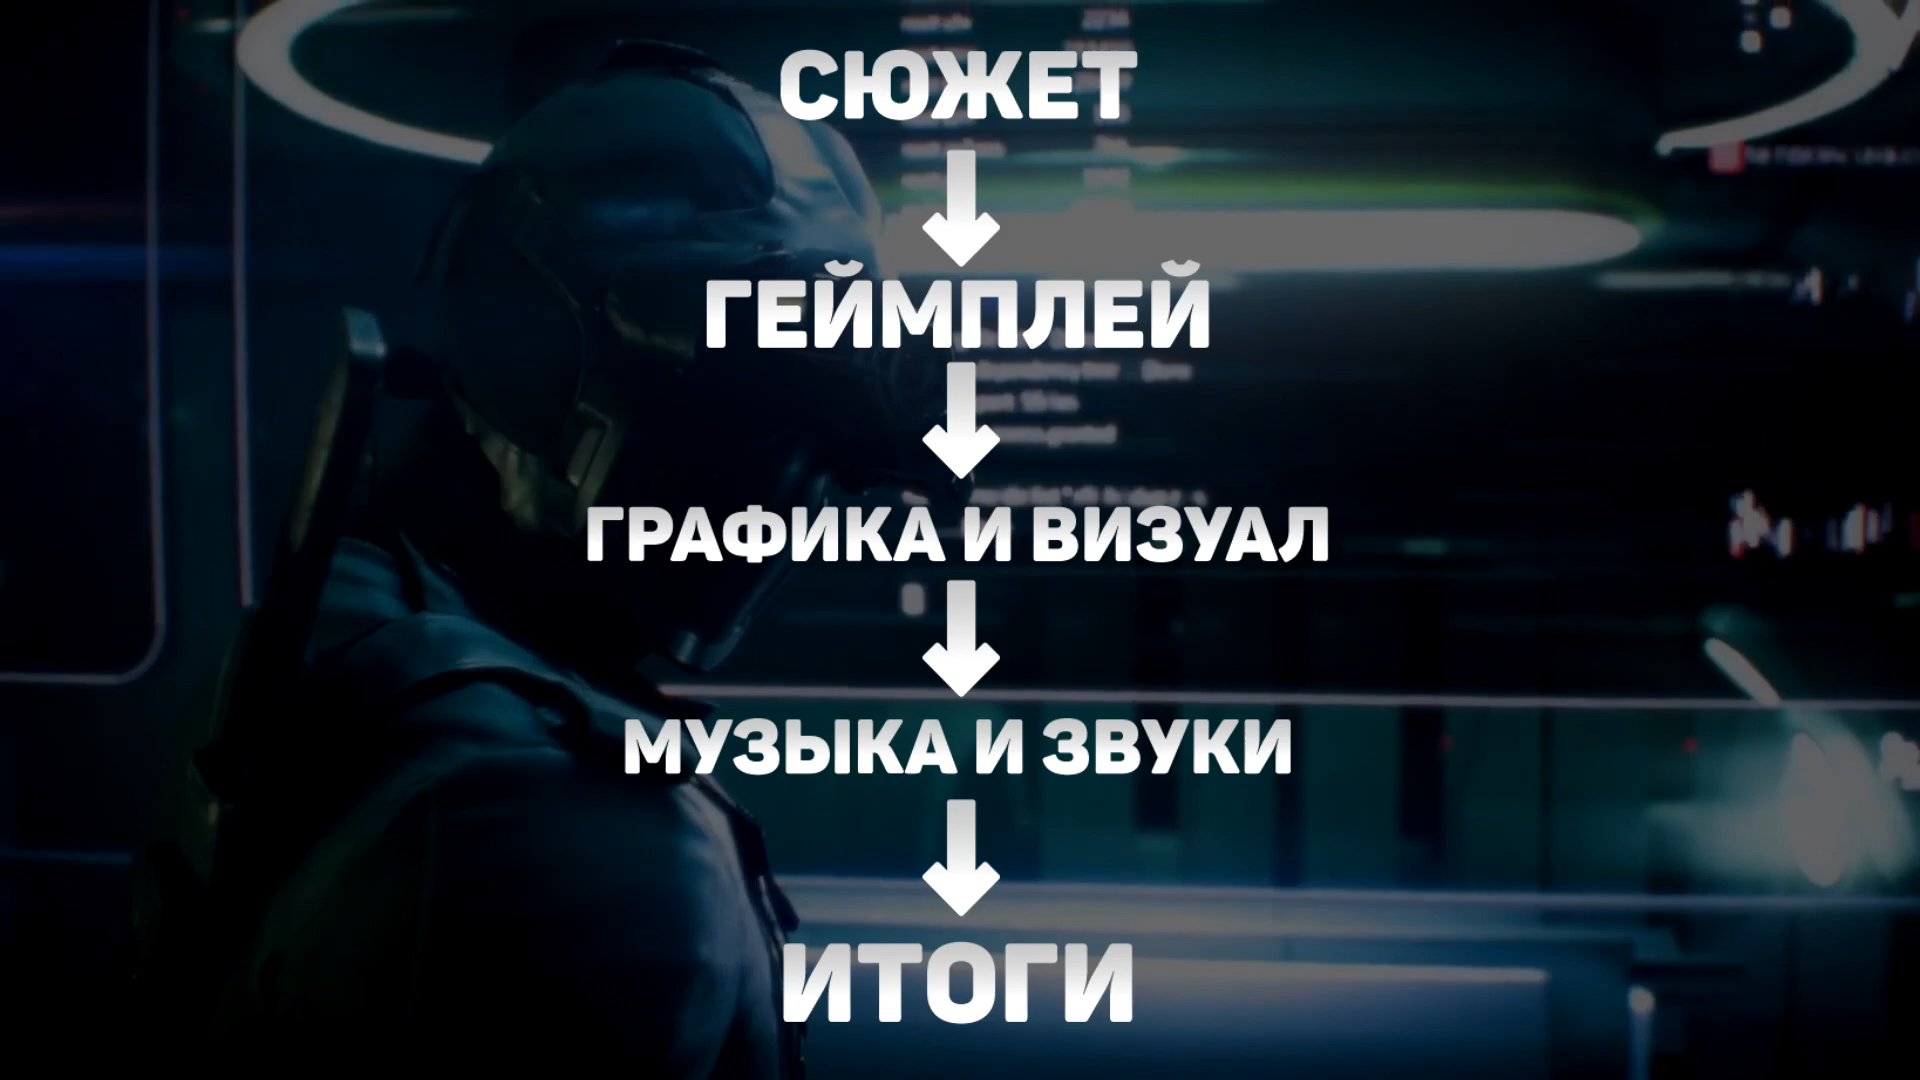 СЮЖЕТ
ГЕЙМПЛЕЙ
ГРАФИКА И ВИЗУАЛ
МУЗЫКА И ЗВУКИ
ИТОГИ